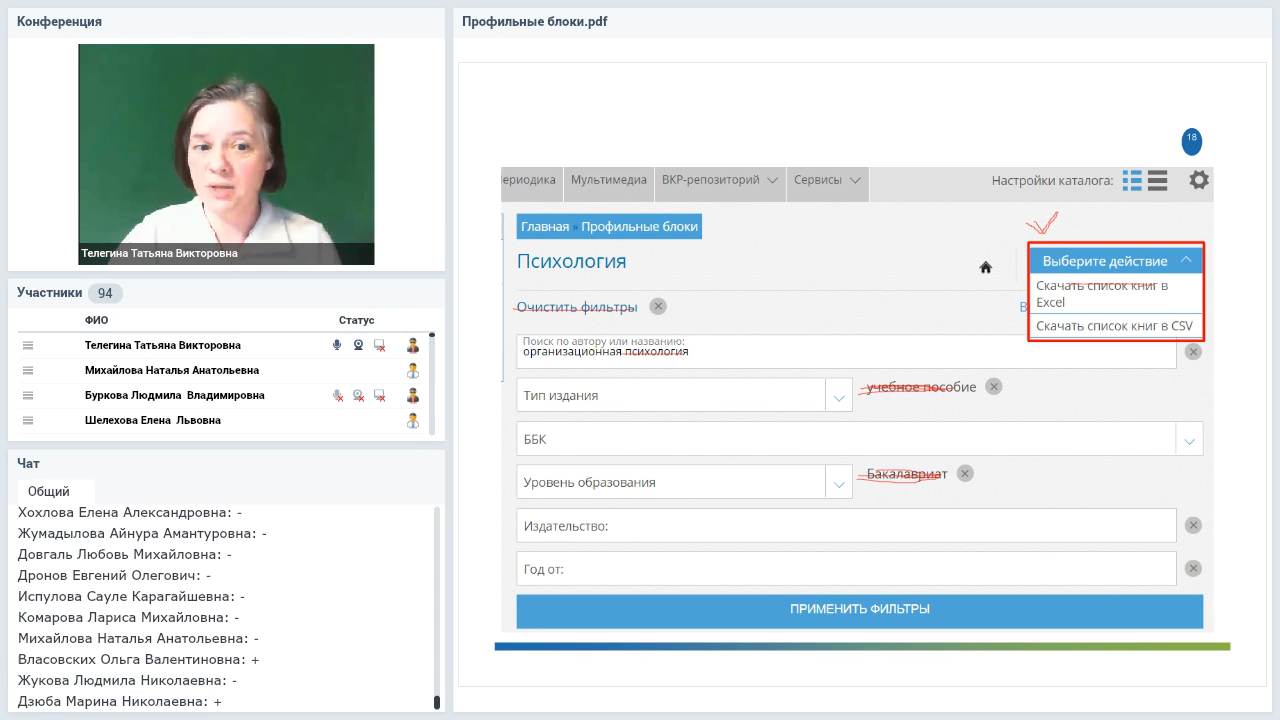 Конференция
Телегина Татьяна Викторовна
Участники 94
ФИО Статус
Телегина Татьяна Викторовна
Михайлова Наталья Анатольевна
Буркова Людмила Владимировна
Шелехова Елена Львовна
Чат
Общий
Хохлова Елена Александровна: -
Жумадылова Айнура Амантуровна: -
Довгаль Любовь Михайловна: -
Дронов Евгений Олегович: -
Испулова Сауле Карагайшевна: -
Комарова Лариса Михайловна: -
Михайлова Наталья Анатольевна: -
Власовских Ольга Валентиновна: +
Жукова Людмила Николаевна: -
Дзюба Марина Николаевна: +
Профильные блоки.pdf
18
ериодика Мультимедиа ВКР-репозиторий Сервисы Настройки каталога:
Главная » Профильные блоки
Психология
Выберите действие
Скачать список книг в
Excel
Скачать список книг в CSV
Очистить фильтры В
Поиск по автору или названию:
организационная психология
Тип издания учебное пособие
ББК
Уровень образования Бакалавриат
Издательство:
Год от:
ПРИМЕНИТЬ ФИЛЬТРЫ